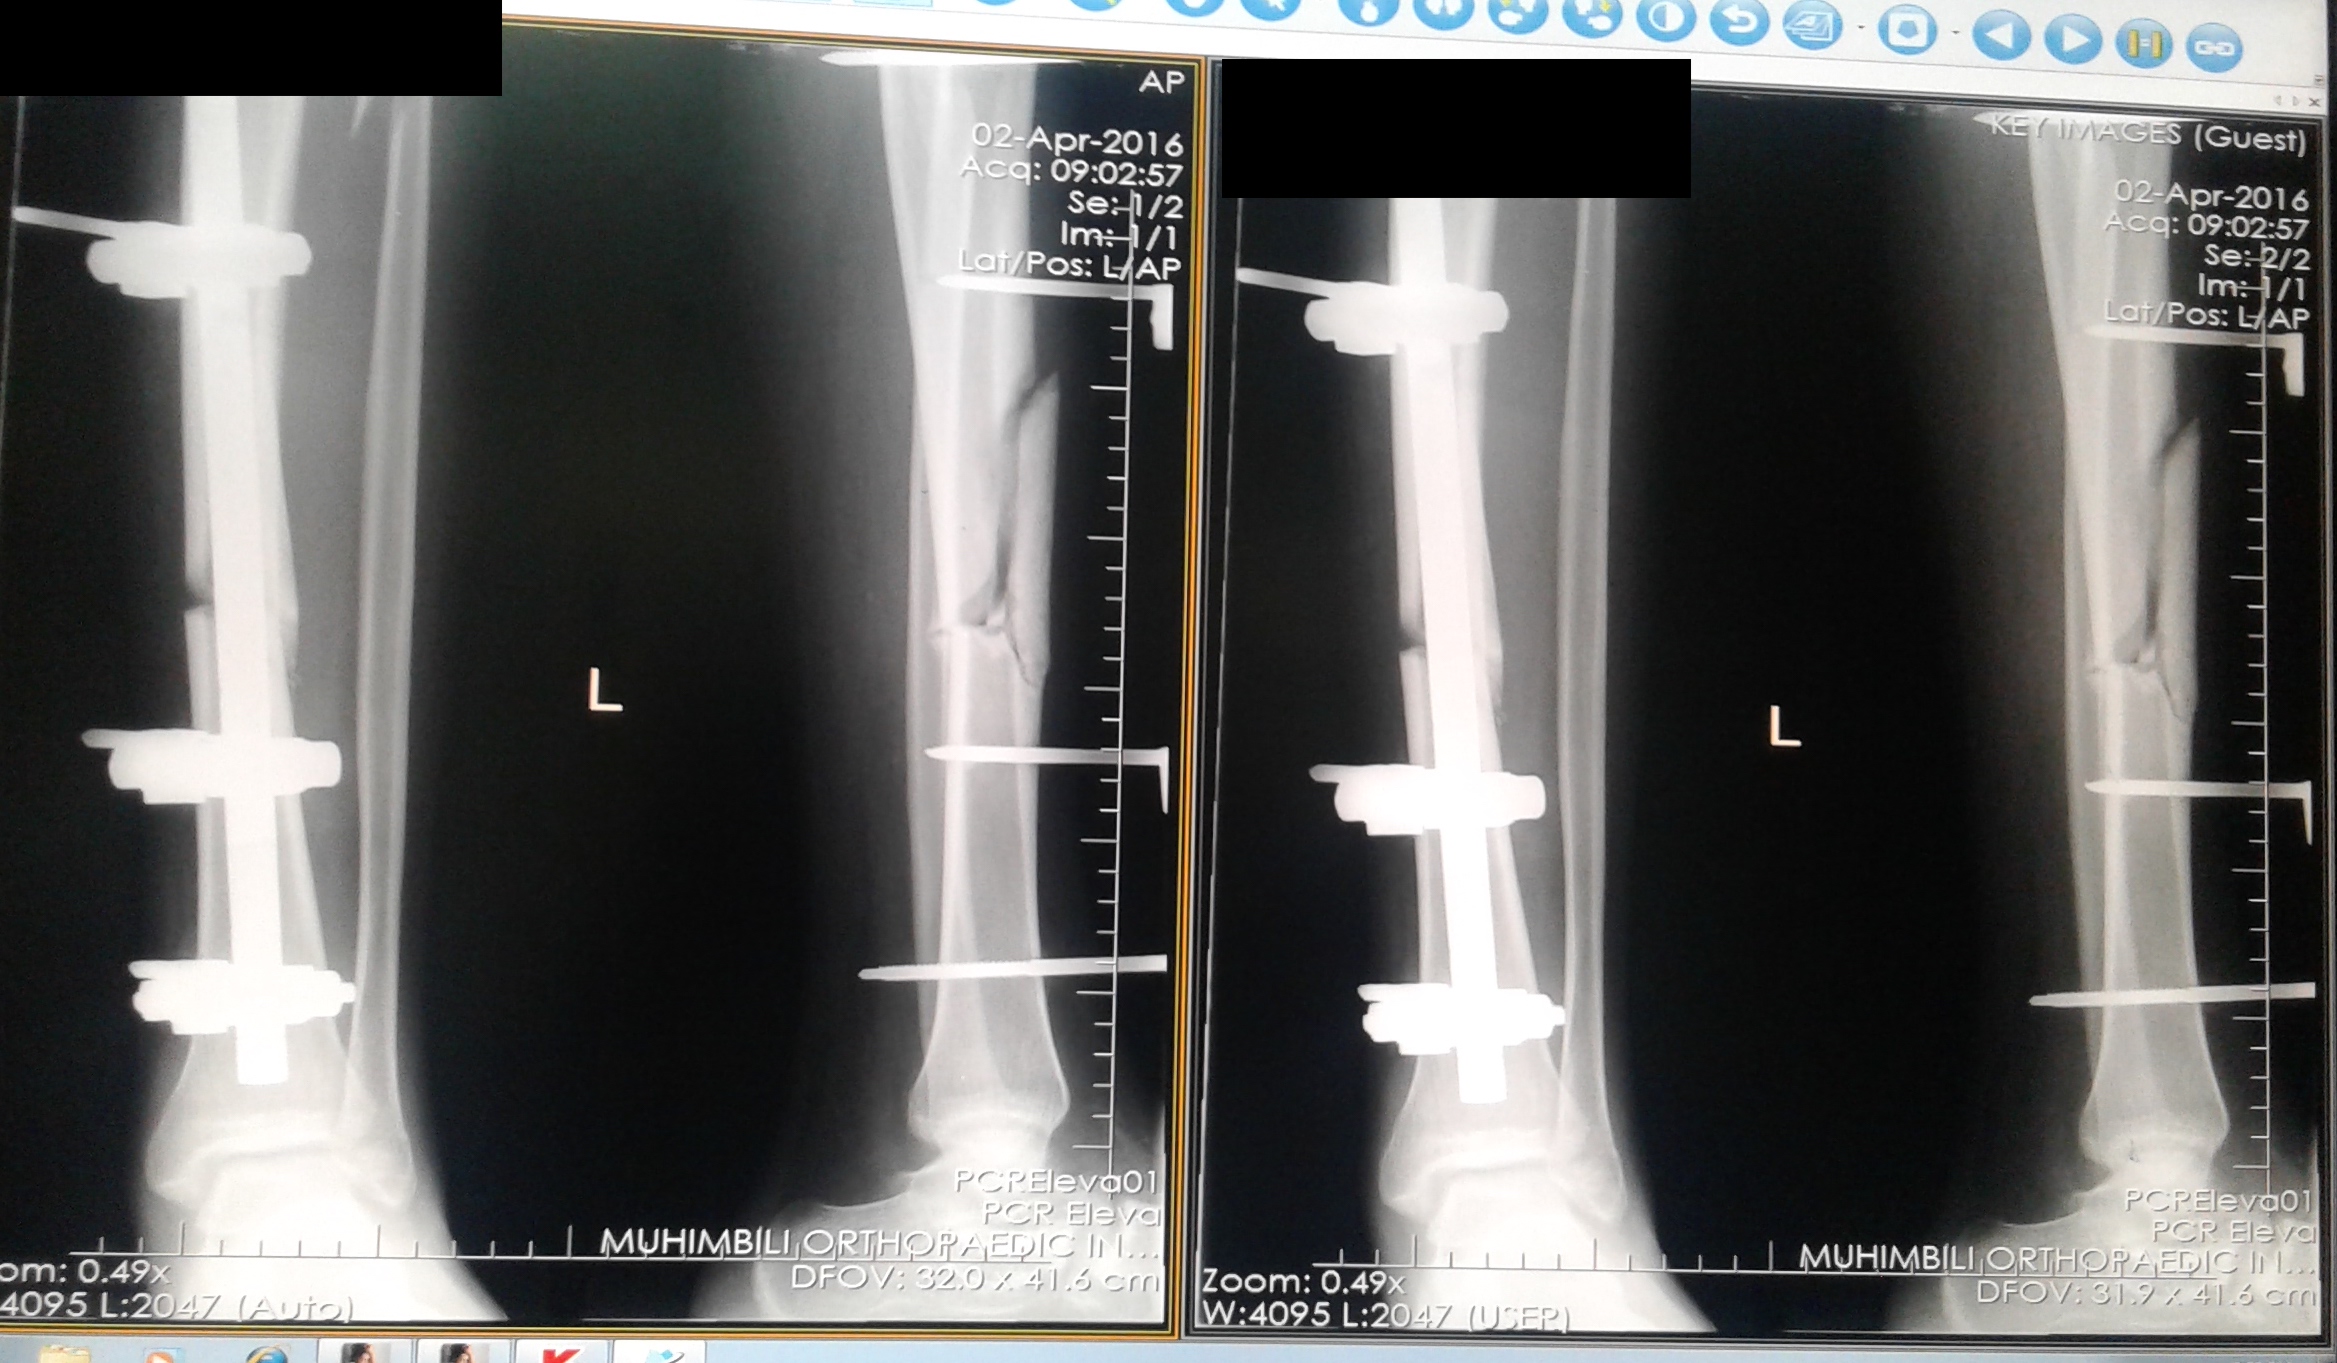 AP
02-Apr-2016
Acq: 09:02:57
Se: 1/2
Im: 1/1
Lat/Pos: L/AP
L
PCREleva01
PCR Eleva
MUHIMBILI ORTHOPAEDIC IN...
DFOV: 32.0 x 41.6 cm
om: 0.49x
4095 L:2047 (Auto)
KEY IMAGES (Guest)
02-Apr-2016
Acq: 09:02:57
Se: 2/2
Im: 1/1
Lat/Pos: L/AP
L
PCREleva01
PCR Eleva
MUHIMBILI ORTHOPAEDIC IN...
DFOV: 31.9 x 41.6 cm
Zoom: 0.49x
W:4095 L:2047 (USER)